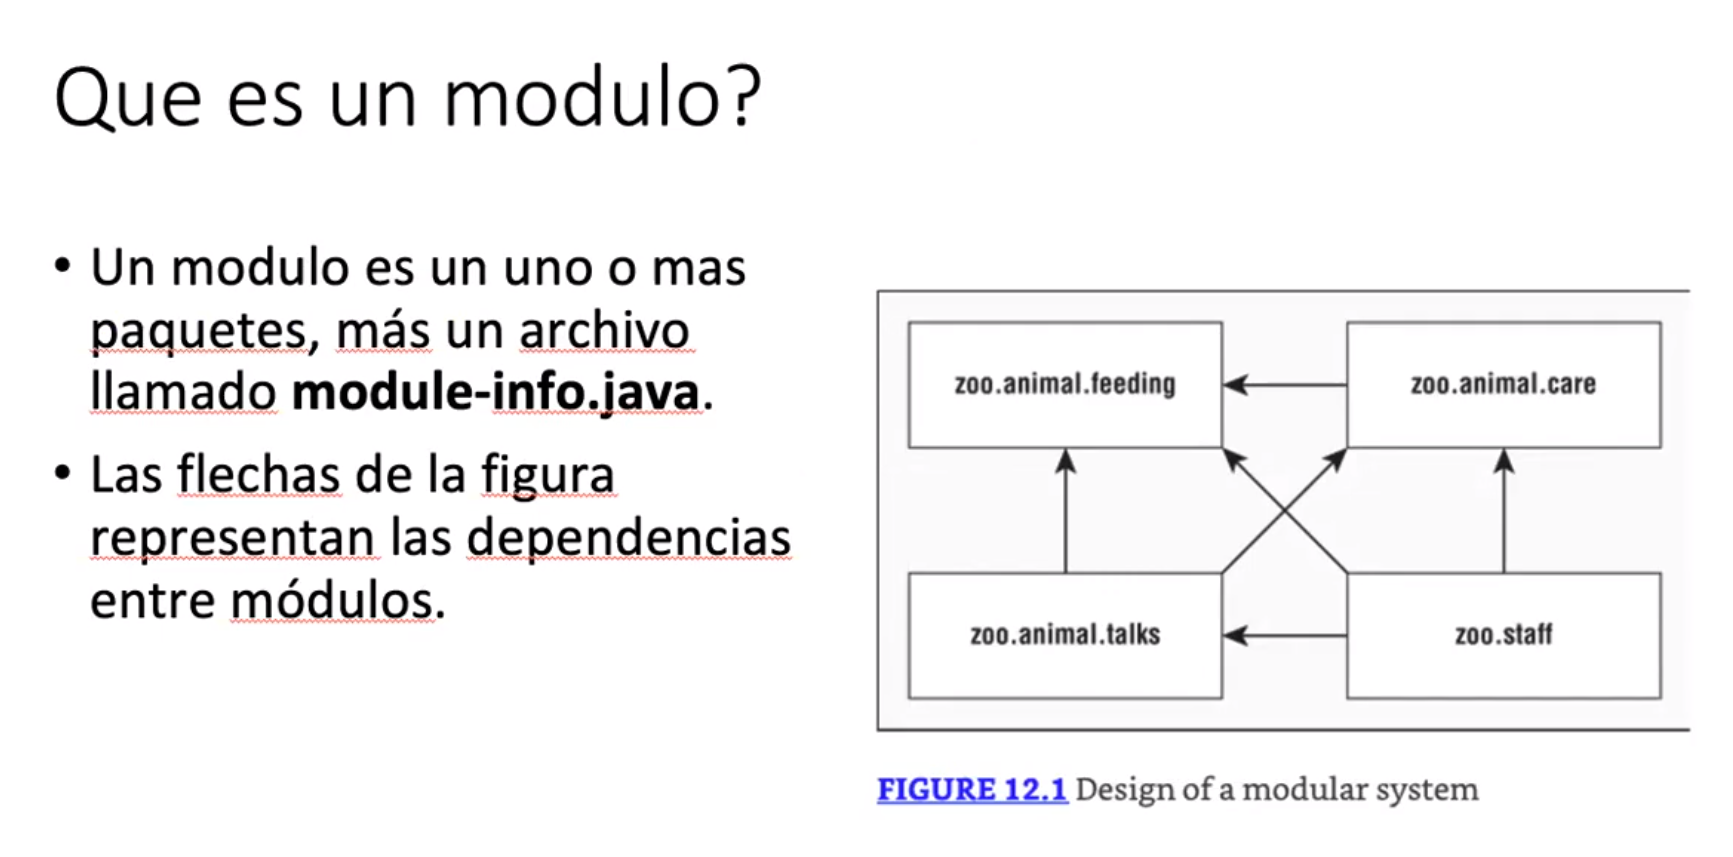 Que es un modulo?
• Un modulo es un uno o mas
paquetes, más un archivo
llamado module-info.java.
• Las flechas de la figura
representan las dependencias
entre módulos.
zoo.animal.feeding
zoo.animal.care
zoo.animal.talks
zoo.staff
FIGURE 12.1 Design of a modular system